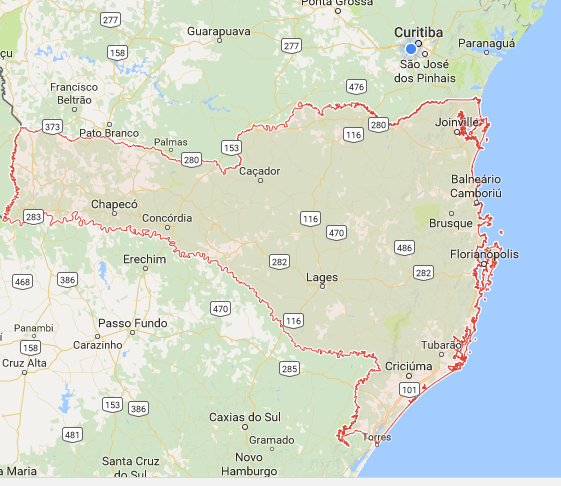 Ponta Grossa
277
Guarapuava
158
277
Curitiba
Paranaguá
São José
dos Pinhais
Francisco
Beltrão
476
373
Pato Branco
Palmas
153
280
116
280
Joinville
Caçador
Balneário
Camboriú
Chapecó
283
Concórdia
116
470
Brusque
486
Florianópolis
Erechim
282
282
468
386
Lages
470
116
Panambi
158
Passo Fundo
Carazinho
Cruz Alta
285
Tubarão
Criciúma
101
153
386
481
Caxias do Sul
Gramado
Torres
Novo
Hamburgo
Santa Cruz
do Sul
a Maria